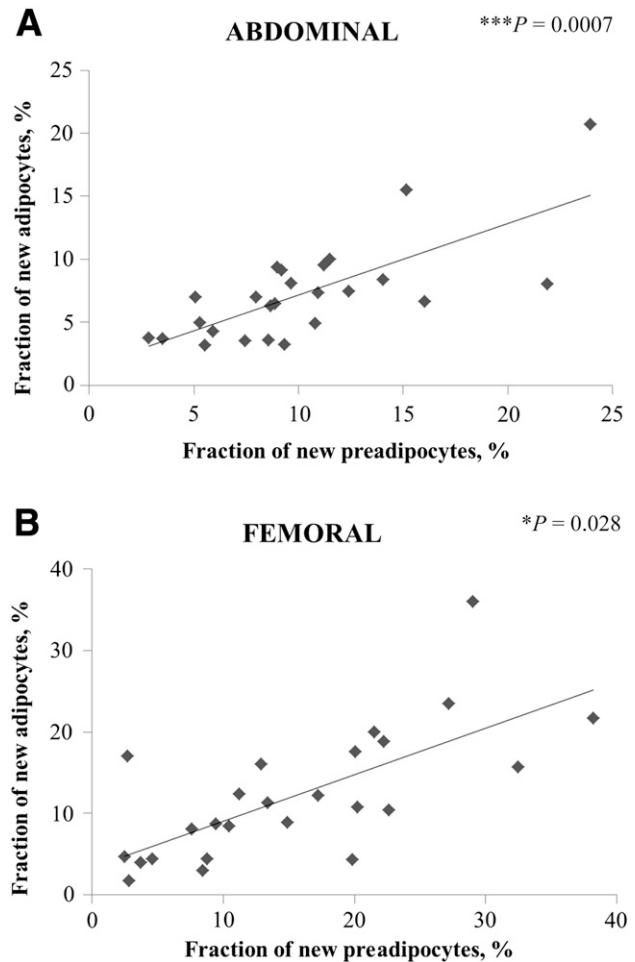 A
ABDOMINAL
***P = 0.0007
25
20
15
10
5
0
Fraction of new adipocytes, %
0 5 10 15 20 25
Fraction of new preadipocytes, %
B
FEMORAL
*P = 0.028
40
30
20
10
0
Fraction of new adipocytes, %
0 10 20 30 40
Fraction of new preadipocytes, %